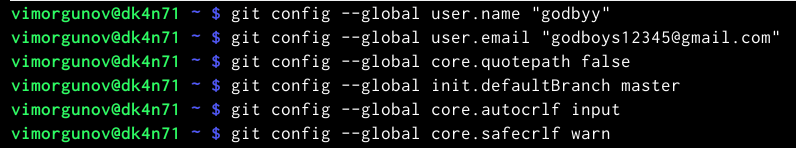 vimorgunov@dk4n71 ~ $ git config --global user.name "godbyy"
vimorgunov@dk4n71 ~ $ git config --global user.email "godboys12345@gmail.com"
vimorgunov@dk4n71 ~ $ git config --global core.quotepath false
vimorgunov@dk4n71 ~ $ git config --global init.defaultBranch master
vimorgunov@dk4n71 ~ $ git config --global core.autocrlf input
vimorgunov@dk4n71 ~ $ git config --global core.safecrlf warn